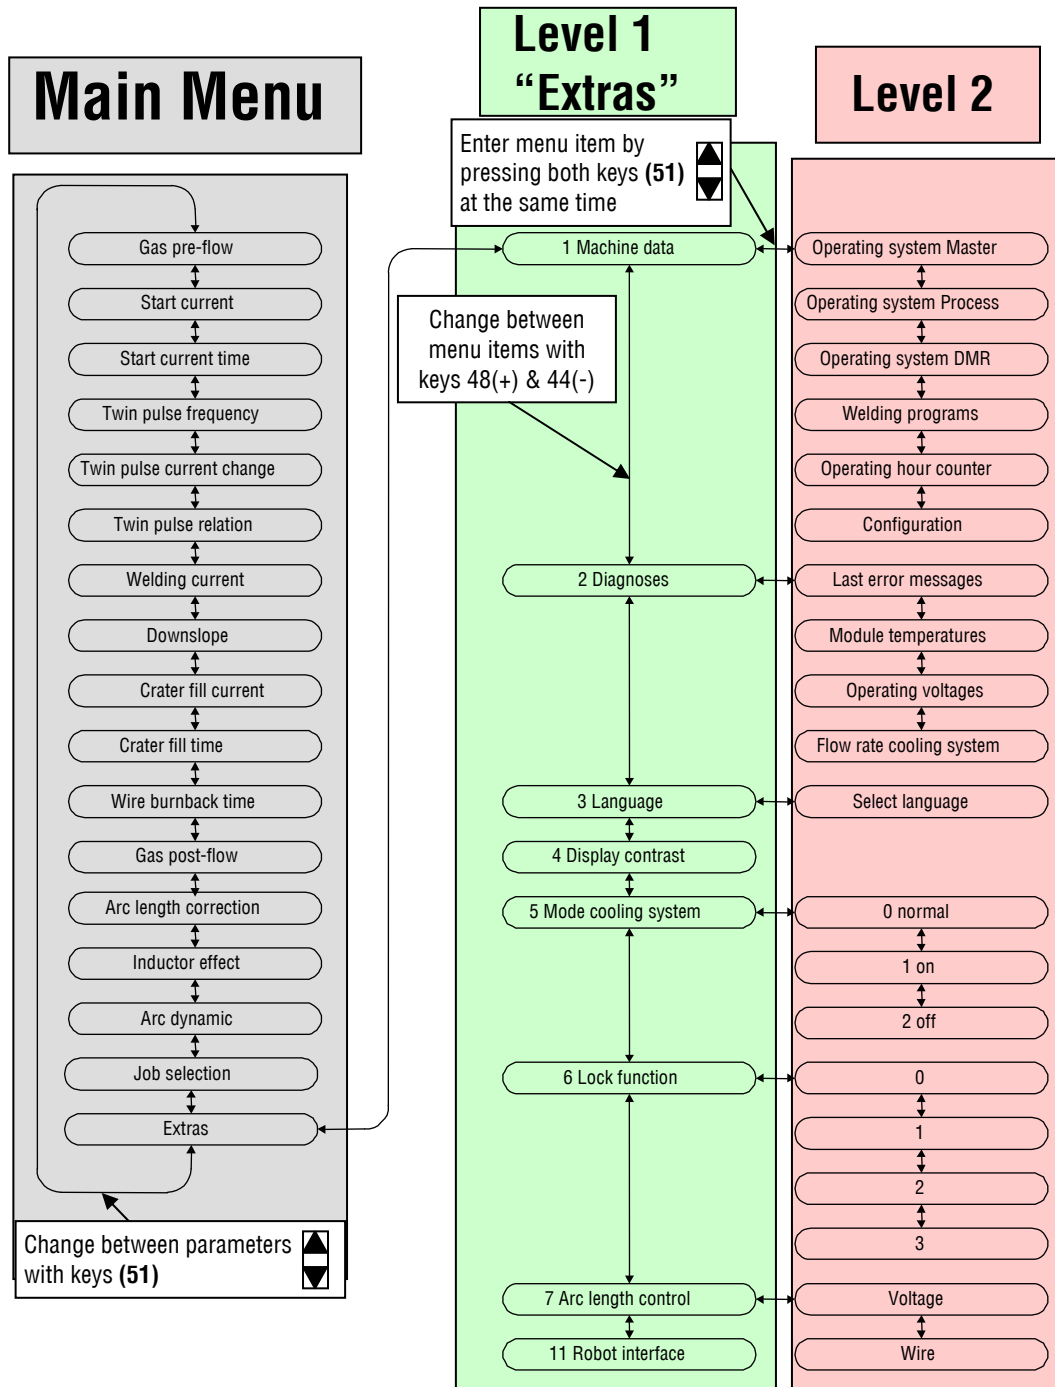 Main Menu
Gas pre-flow
Start current
Start current time
Twin pulse frequency
Twin pulse current change
Twin pulse relation
Welding current
Downslope
Crater fill current
Crater fill time
Wire burnback time
Gas post-flow
Arc length correction
Inductor effect
Arc dynamic
Job selection
Extras
Change between parameters
with keys (51)
Level 1
“Extras”
Enter menu item by
pressing both keys (51)
at the same time
1 Machine data
Change between
menu items with
keys 48(+) & 44(-)
2 Diagnoses
3 Language
4 Display contrast
5 Mode cooling system
6 Lock function
7 Arc length control
11 Robot interface
Level 2
Operating system Master
Operating system Process
Operating system DMR
Welding programs
Operating hour counter
Configuration
Last error messages
Module temperatures
Operating voltages
Flow rate cooling system
Select language
0 normal
1 on
2 off
0
1
2
3
Voltage
Wire